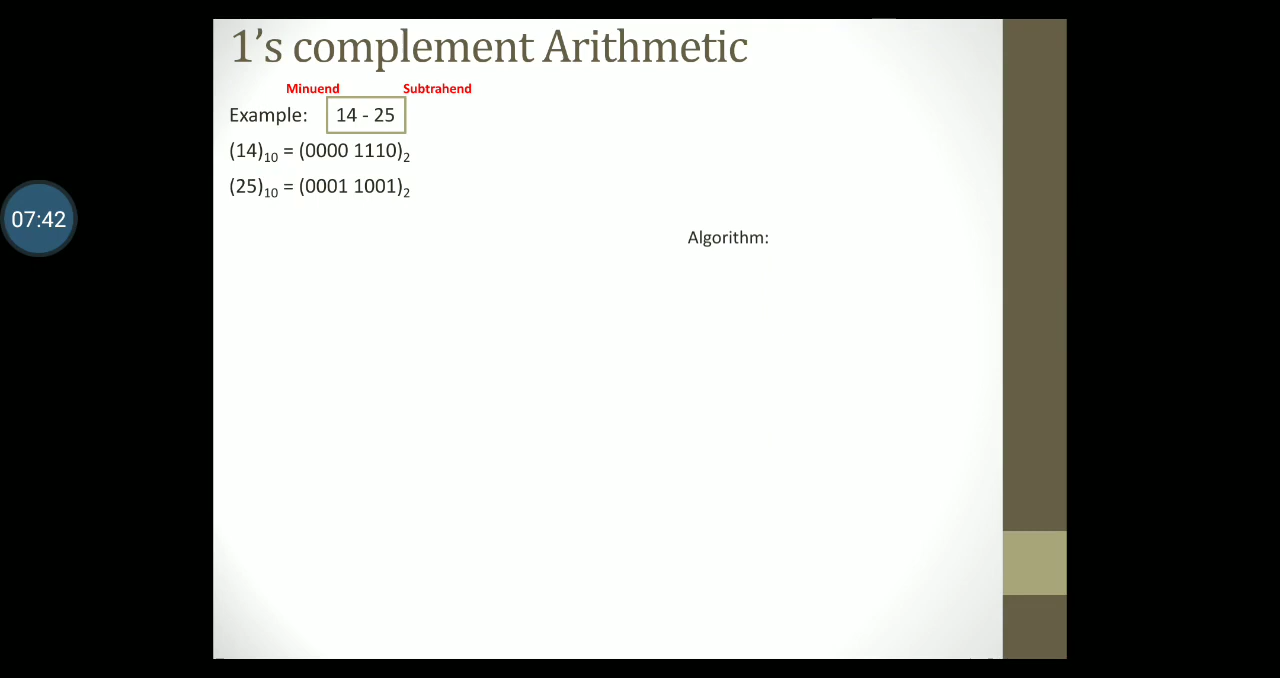 1's complement Arithmetic
Minuend Subtrahend
Example: 14 - 25
(14)₁₀ = (0000 1110)₂
(25)₁₀ = (0001 1001)₂
07:42
Algorithm: